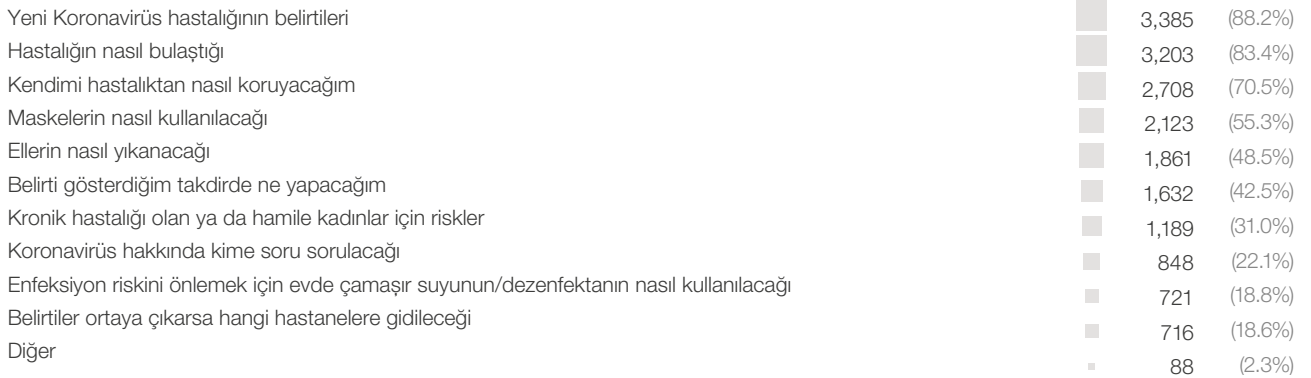 Yeni Koronavirüs hastalığının belirtileri 3,385 (88.2%)
Hastalığın nasıl bulaştığı 3,203 (83.4%)
Kendimi hastalıktan nasıl koruyacağım 2,708 (70.5%)
Maskelerin nasıl kullanılacağı 2,123 (55.3%)
Ellerin nasıl yıkanacağı 1,861 (48.5%)
Belirti gösterdiğim takdirde ne yapacağım 1,632 (42.5%)
Kronik hastalığı olan ya da hamile kadınlar için riskler 1,189 (31.0%)
Koronavirüs hakkında kime soru sorulacağı 848 (22.1%)
Enfeksiyon riskini önlemek için evde çamaşır suyunun/dezenfektanın nasıl kullanılacağı 721 (18.8%)
Belirtiler ortaya çıkarsa hangi hastanelere gidileceği 716 (18.6%)
Diğer 88 (2.3%)